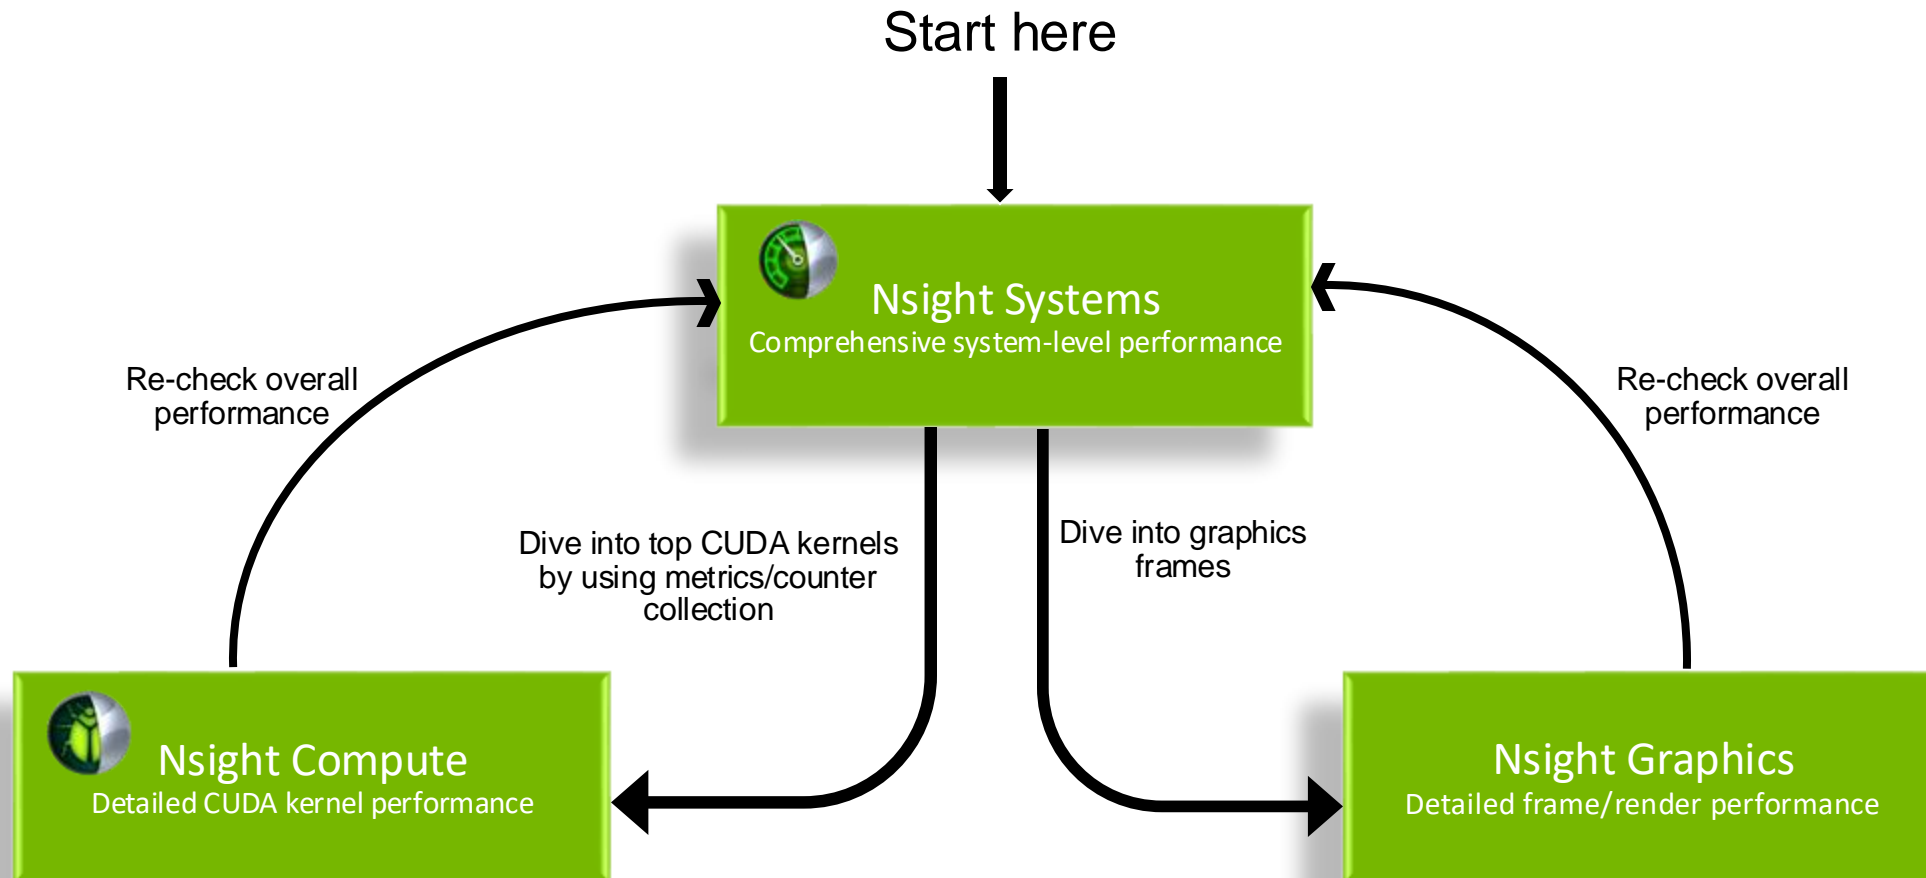 Start here
Nsight Systems
Comprehensive system-level performance
Re-check overall
performance
Re-check overall
performance
Dive into top CUDA kernels
by using metrics/counter
collection
Dive into graphics
frames
Nsight Compute
Detailed CUDA kernel performance
Nsight Graphics
Detailed frame/render performance